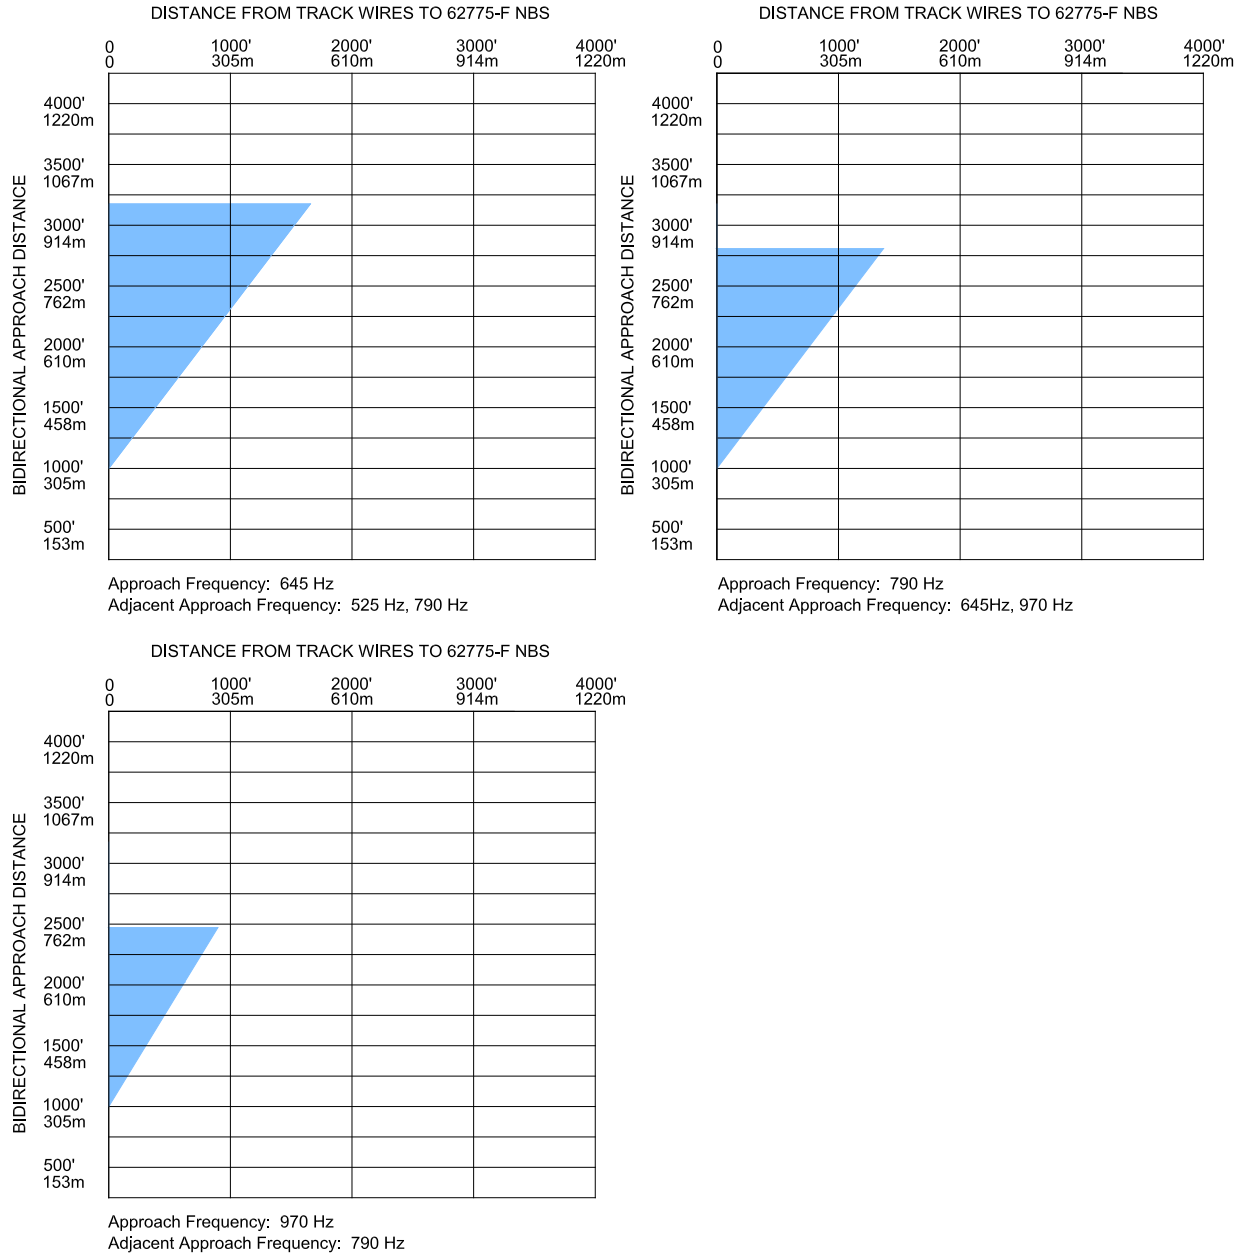 DISTANCE FROM TRACK WIRES TO 62775-F NBS
0 1000' 2000' 3000' 4000'
0 305m 610m 914m 1220m
BIDIRECTIONAL APPROACH DISTANCE
4000'
1220m
3500'
1067m
3000'
914m
2500'
762m
2000'
610m
1500'
458m
1000'
305m
500'
153m
Approach Frequency: 645 Hz
Adjacent Approach Frequency: 525 Hz, 790 Hz
DISTANCE FROM TRACK WIRES TO 62775-F NBS
0 1000' 2000' 3000' 4000'
0 305m 610m 914m 1220m
BIDIRECTIONAL APPROACH DISTANCE
4000'
1220m
3500'
1067m
3000'
914m
2500'
762m
2000'
610m
1500'
458m
1000'
305m
500'
153m
Approach Frequency: 790 Hz
Adjacent Approach Frequency: 645Hz, 970 Hz
DISTANCE FROM TRACK WIRES TO 62775-F NBS
0 1000' 2000' 3000' 4000'
0 305m 610m 914m 1220m
BIDIRECTIONAL APPROACH DISTANCE
4000'
1220m
3500'
1067m
3000'
914m
2500'
762m
2000'
610m
1500'
458m
1000'
305m
500'
153m
Approach Frequency: 970 Hz
Adjacent Approach Frequency: 790 Hz